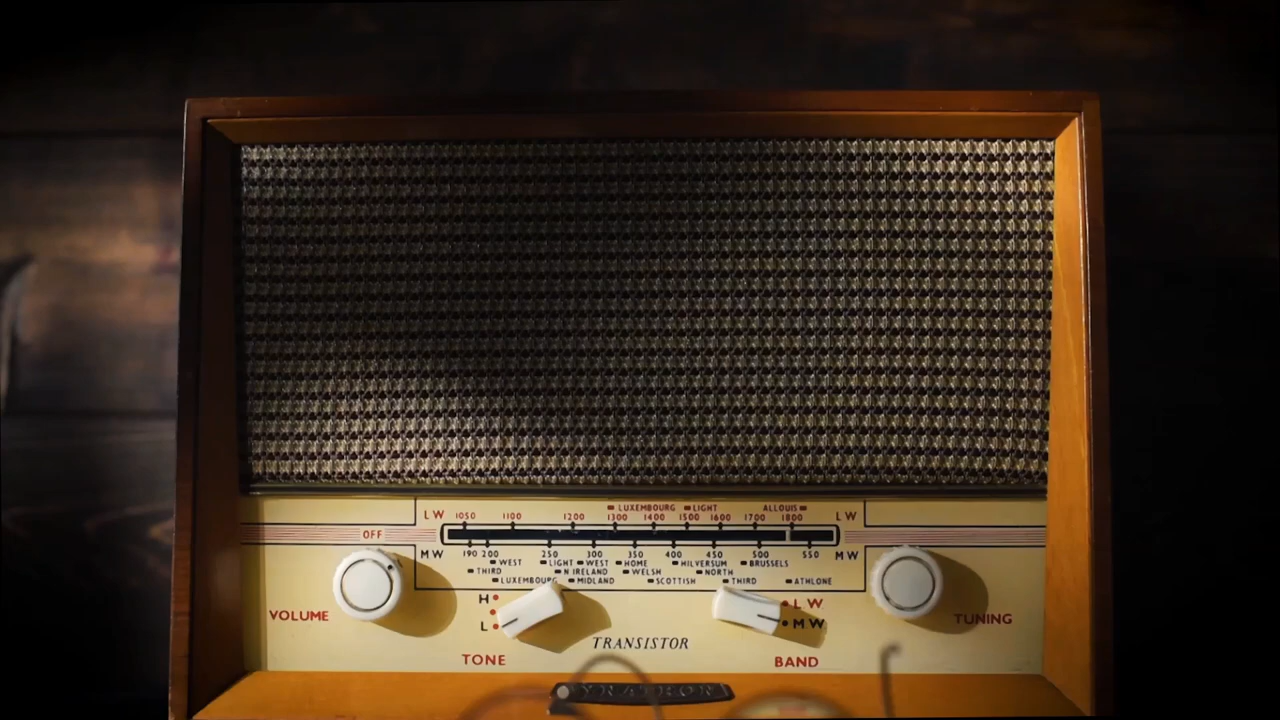 LUXEMBOURG LIGHT ALLOUIS
LW 1050 1100 1200 1300 1400 1500 1600 1700 1800 LW
OFF
MW 190 200 250 300 350 400 450 500 550 MW
WEST LIGHT WEST HOME HILVERSUM BRUSSELS
THIRD N IRELAND WELSH NORTH
LUXEMBOURG MIDLAND SCOTTISH THIRD ATHLONE
H LW
VOLUME TUNING
L MW
TRANSISTOR
TONE BAND